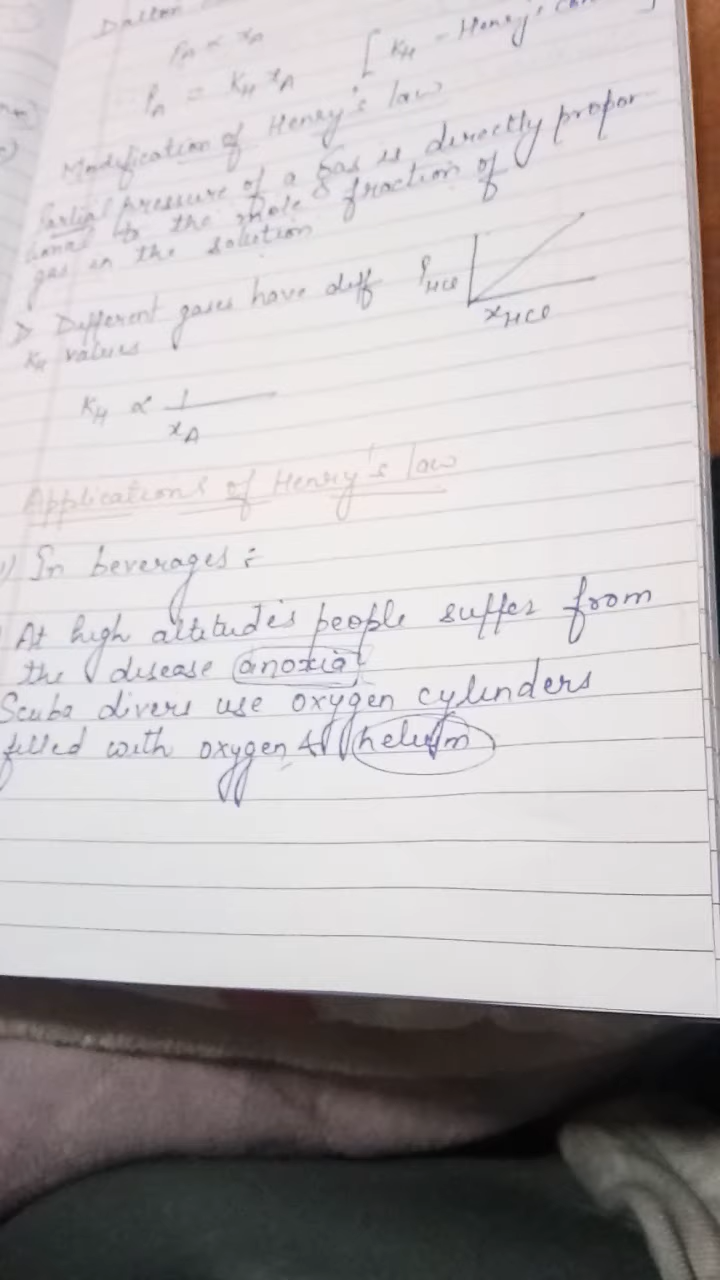 Dalton
PA ∝ xA
PA = KH xA [ KH - Henry's
Modification of Henry's law
Partial pressure of a gas is directly propor
tional to the mole fraction of
gas in the solution
Different gases have diff
KH values
PHCl
xHCl
KH ∝ 1/xA
Applications of Henry's law
1) In beverages :
At high altitudes people suffer from
the disease anoxia
Scuba divers use oxygen cylinders
filled with oxygen & helium